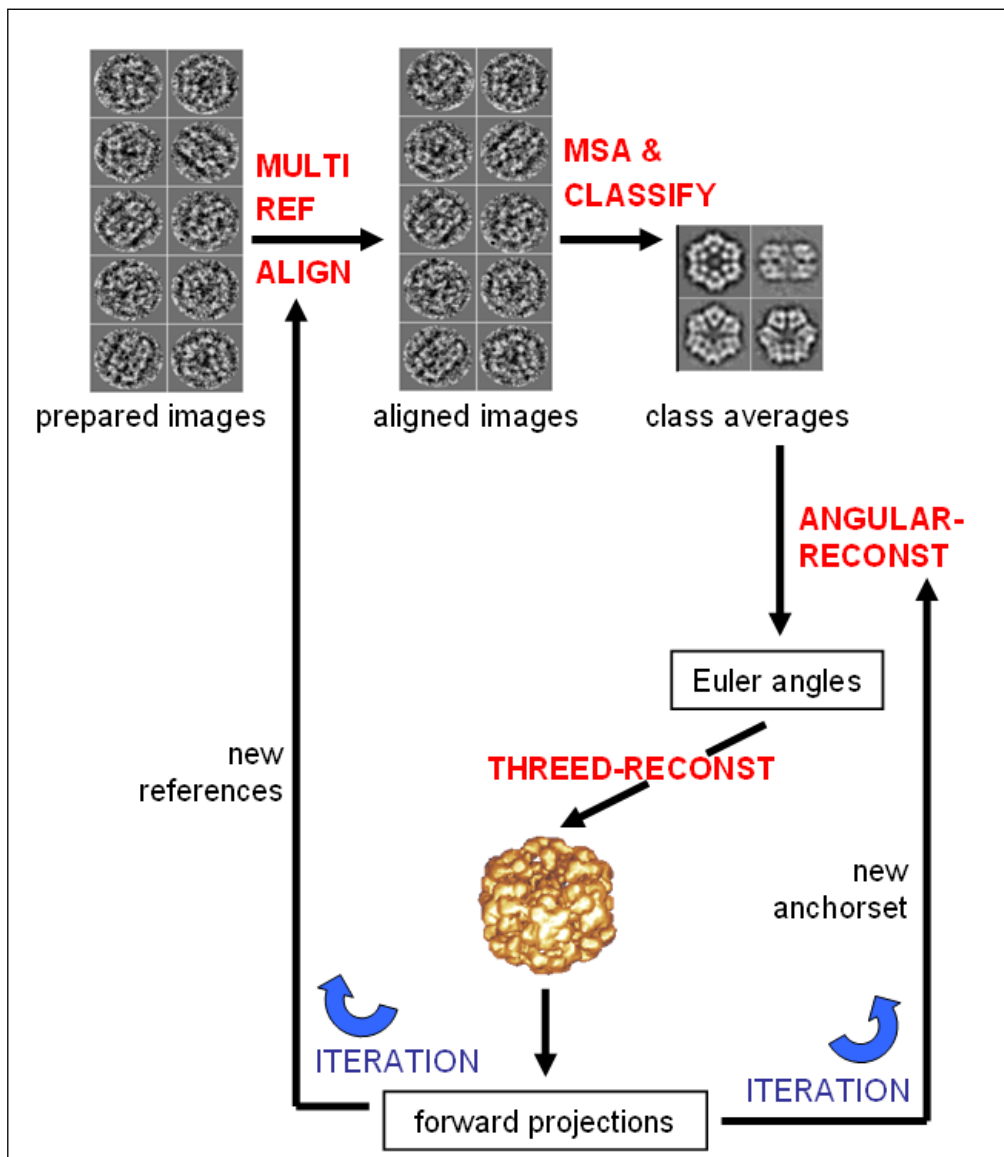 MULTI
REF
ALIGN
MSA &
CLASSIFY
prepared images
aligned images
class averages
ANGULAR-
RECONST
Euler angles
THREED-RECONST
new
references
new
anchorset
ITERATION
ITERATION
forward projections